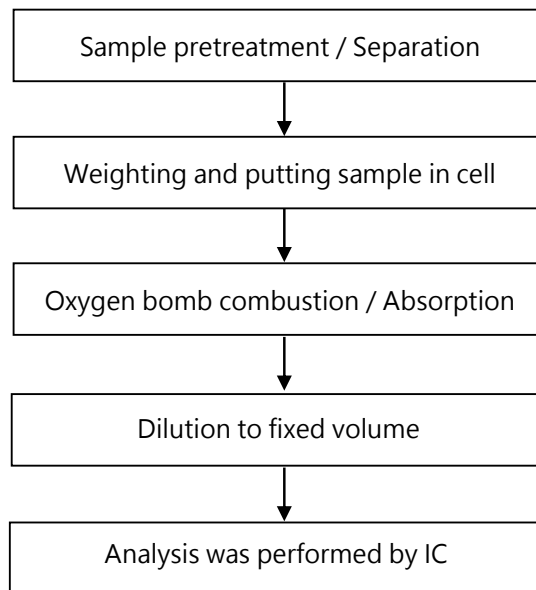 Sample pretreatment / Separation
Weighting and putting sample in cell
Oxygen bomb combustion / Absorption
Dilution to fixed volume
Analysis was performed by IC